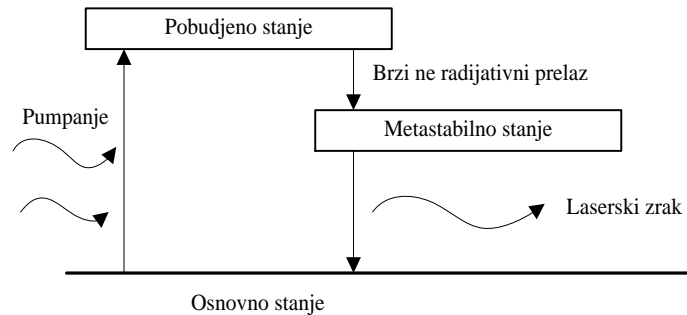 Pobudjeno stanje
Brzi ne radijativni prelaz
Pumpanje
Metastabilno stanje
Laserski zrak
Osnovno stanje